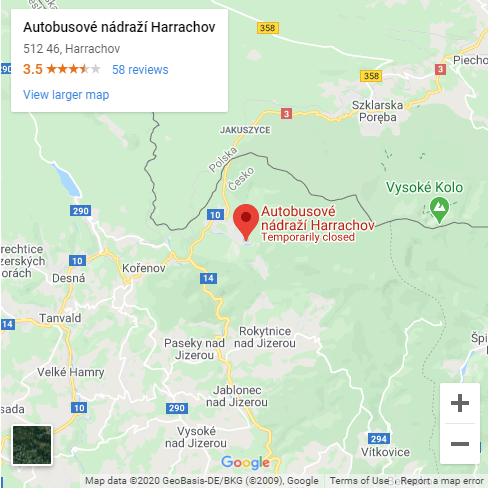 Autobusové nádraží Harrachov
512 46, Harrachov
3.5 58 reviews
View larger map
358
290
3
Piecho
358
Szklarska
Poręba
3
JAKUSZYCE
Polska
Česko
Vysoké Kolo
290
10
Autobusové
nádraží Harrachov
Temporarily closed
rechtice
izerských
orách
10
Kořenov
Desná
14
14
Tanvald
Rokytnice
nad Jizerou
Paseky nad
Jizerou
Špi
Velké Hamry
Jablonec
nad Jizerou
10
290
sada
Vysoké
nad Jizerou
294
Vítkovice
Google
Map data ©2020 GeoBasis-DE/BKG (©2009), Google Terms of Use Report a map error